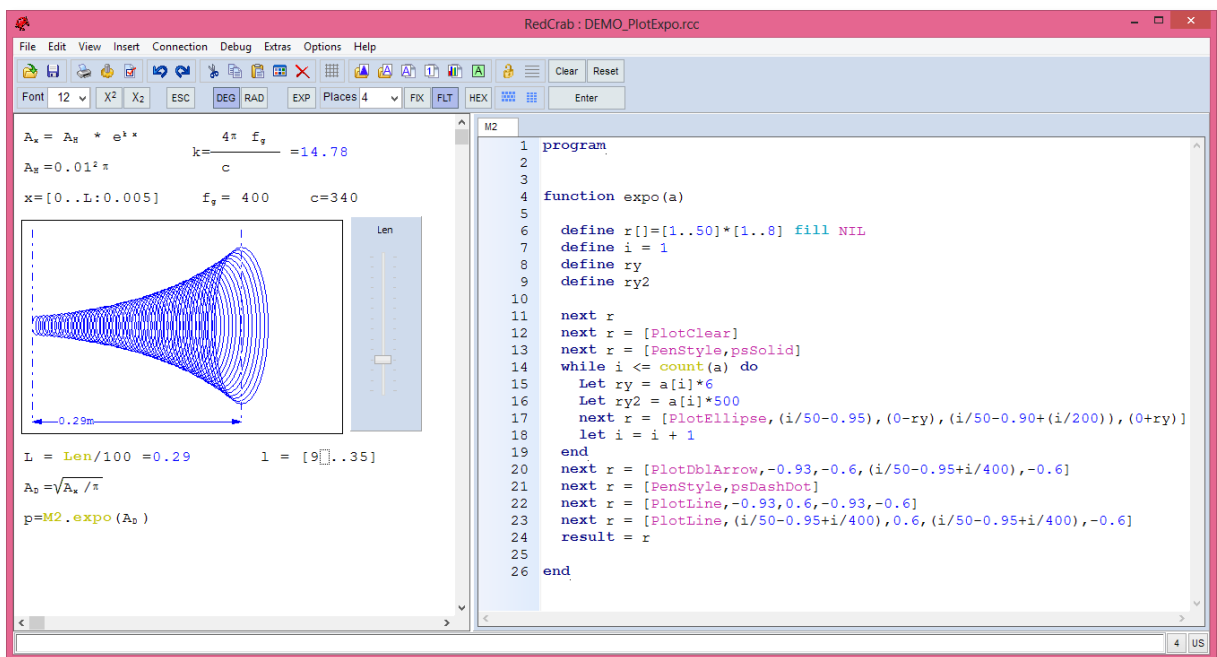 RedCrab : DEMO_PlotExpo.rcc
File Edit View Insert Connection Debug Extras Options Help
Clear Reset
Font 12 X² X₂ ESC DEG RAD EXP Places 4 FIX FLT HEX Enter
Aₓ = A_H * e^(k x)
k = 4π f_g / c = 14.78
A_H = 0.01² π
x=[0..L:0.005] f_g = 400 c=340
Len
0.29m
L = Len/100 =0.29 l = [9..35]
A_D =√Aₓ /π
p=M2.expo(A_D )
M2
1 program
2
3
4 function expo(a)
5
6 define r[]=[1..50]*[1..8] fill NIL
7 define i = 1
8 define ry
9 define ry2
10
11 next r
12 next r = [PlotClear]
13 next r = [PenStyle,psSolid]
14 while i <= count(a) do
15 Let ry = a[i]*6
16 Let ry2 = a[i]*500
17 next r = [PlotEllipse,(i/50-0.95),(0-ry),(i/50-0.90+(i/200)),(0+ry)]
18 let i = i + 1
19 end
20 next r = [PlotDblArrow,-0.93,-0.6,(i/50-0.95+i/400),-0.6]
21 next r = [PenStyle,psDashDot]
22 next r = [PlotLine,-0.93,0.6,-0.93,-0.6]
23 next r = [PlotLine,(i/50-0.95+i/400),0.6,(i/50-0.95+i/400),-0.6]
24 result = r
25
26 end
4 US